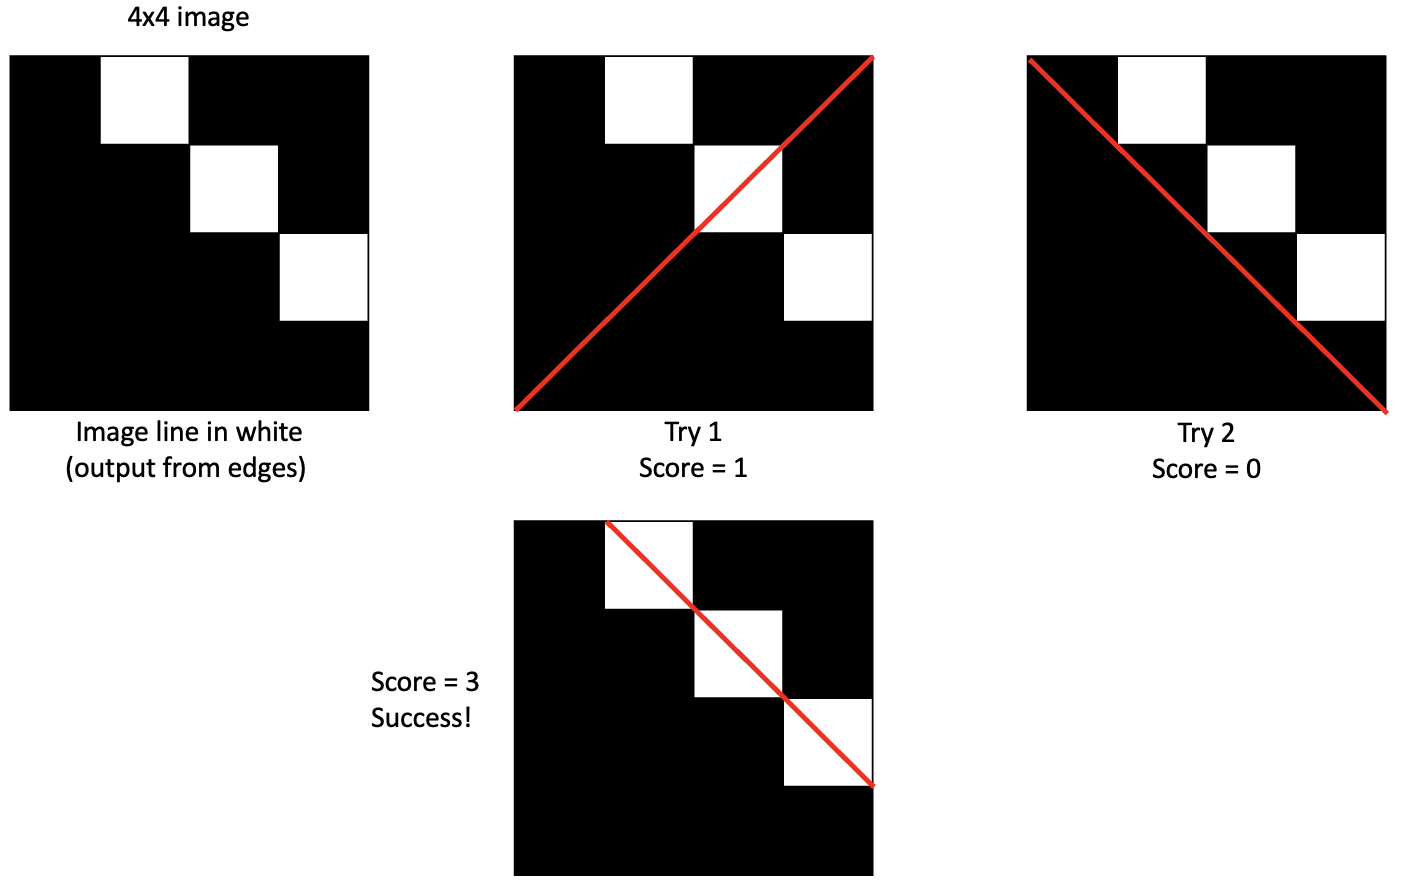 4x4 image
Image line in white
(output from edges)
Try 1
Score = 1
Try 2
Score = 0
Score = 3
Success!